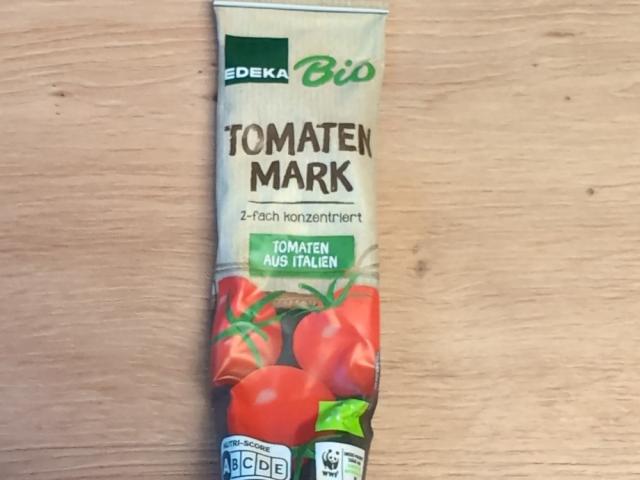 EDEKA Bio
TOMATEN
MARK
2-fach konzentriert
TOMATEN
AUS ITALIEN
NUTRI-SCORE
ABCDE
WWF